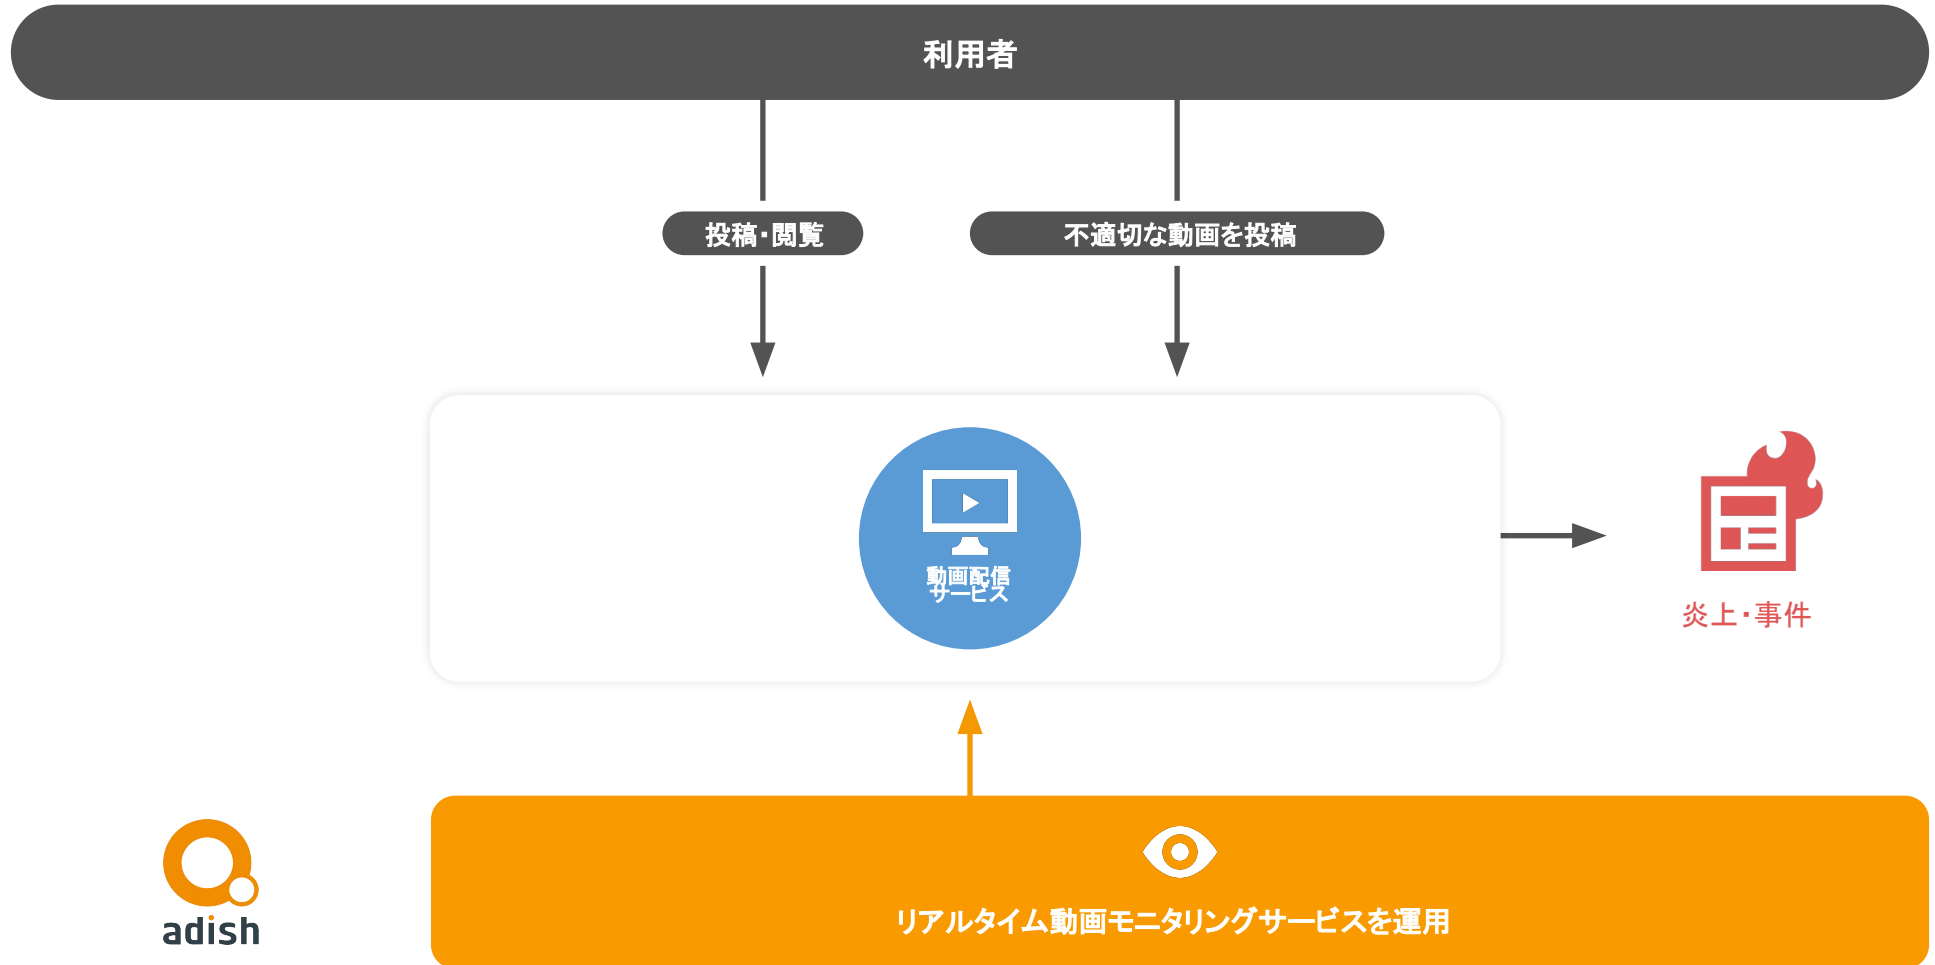 利用者
投稿・閲覧
不適切な動画を投稿
動画配信
サービス
炎上・事件
adish
リアルタイム動画モニタリングサービスを運用